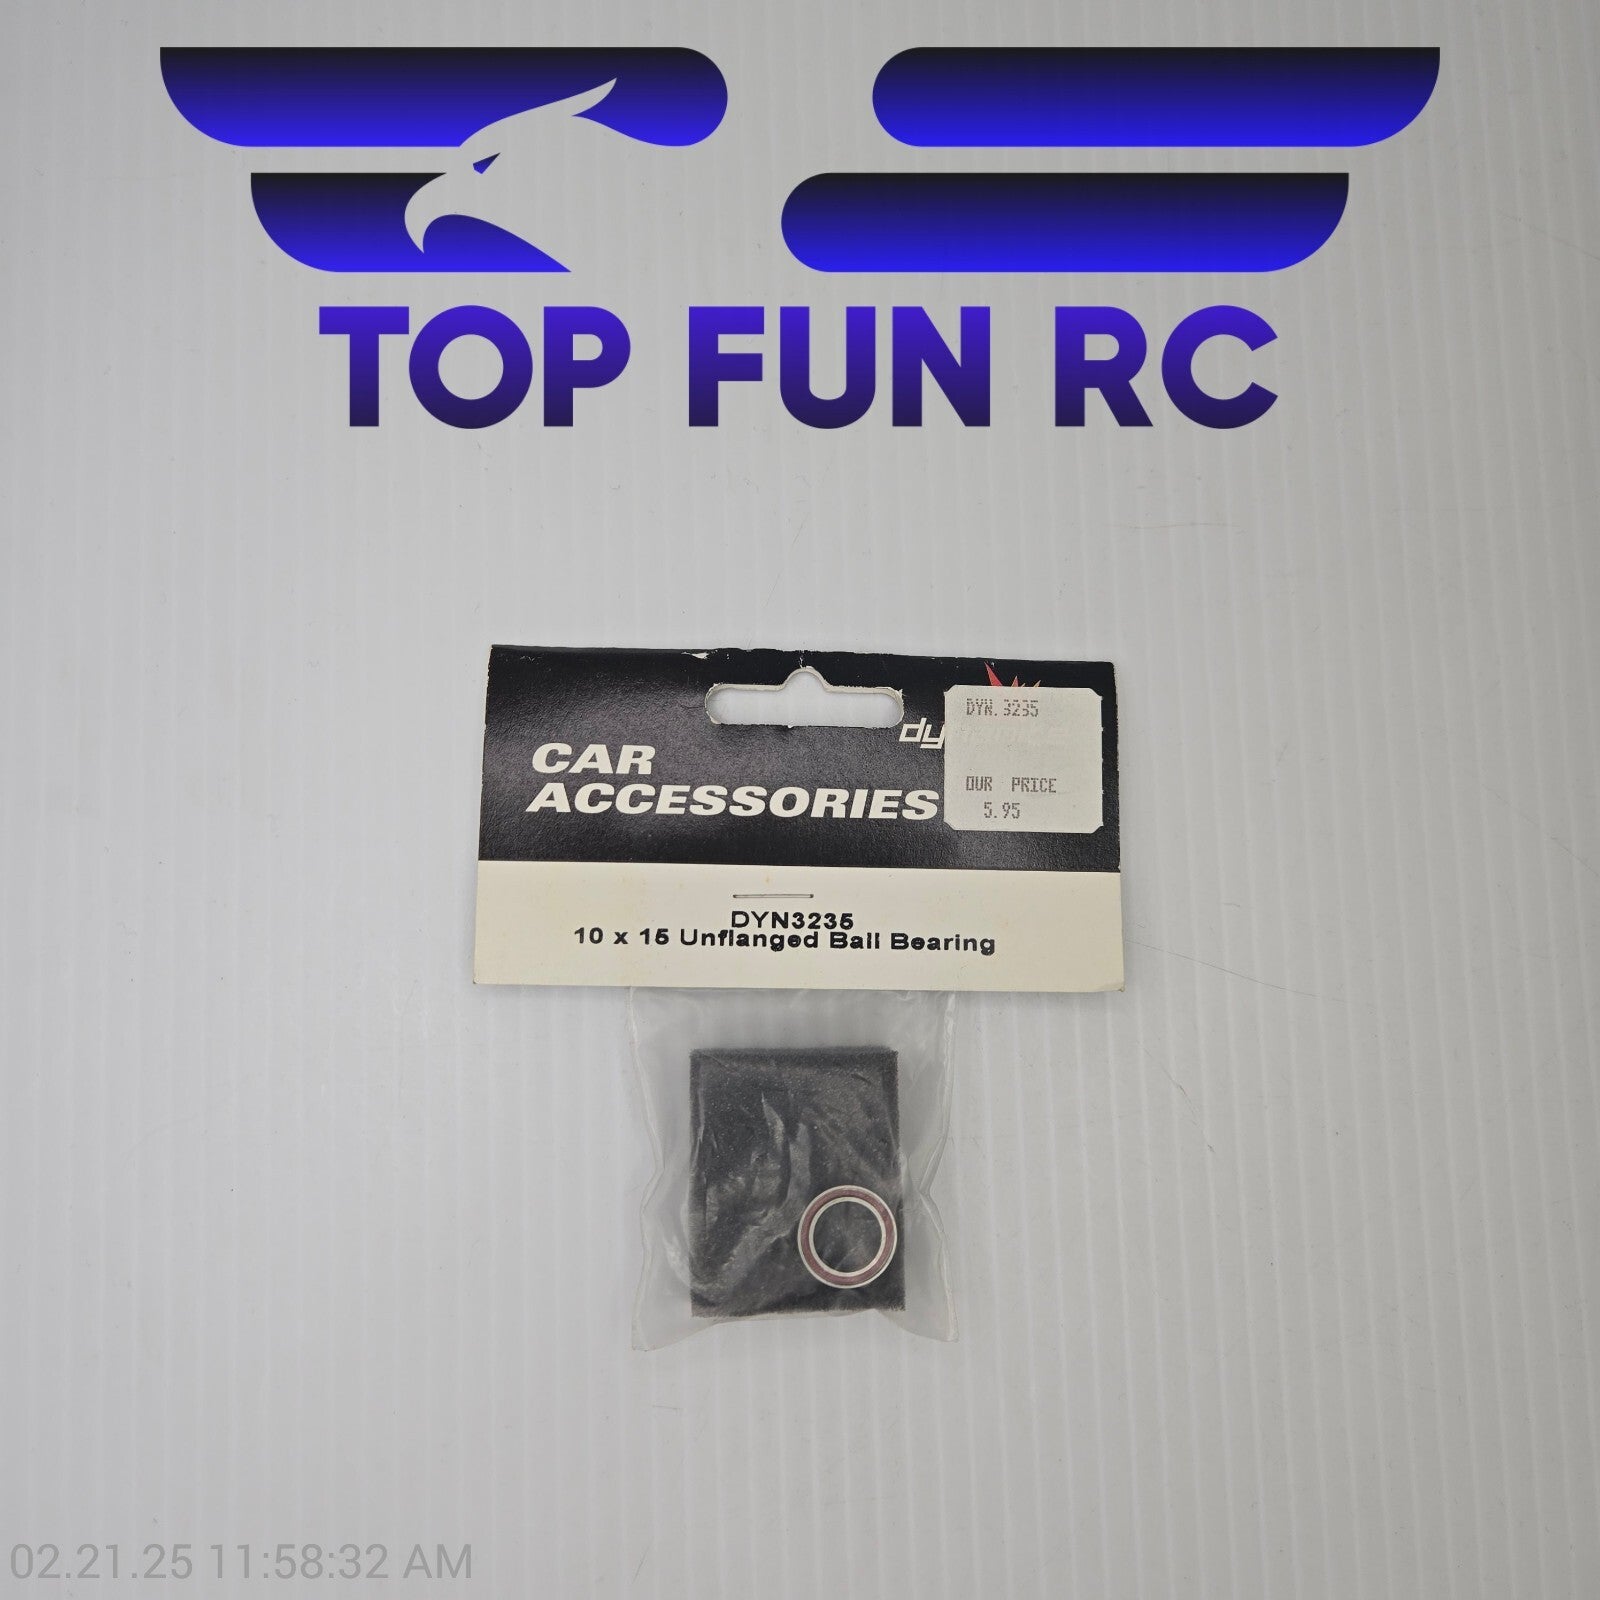 TOP FUN RC
DYN. 3235
dy
CAR
ACCESSORIES
OUR PRICE
5.95
DYN3235
10 x 15 Unflanged Ball Bearing
02.21.25 11:58:32 AM